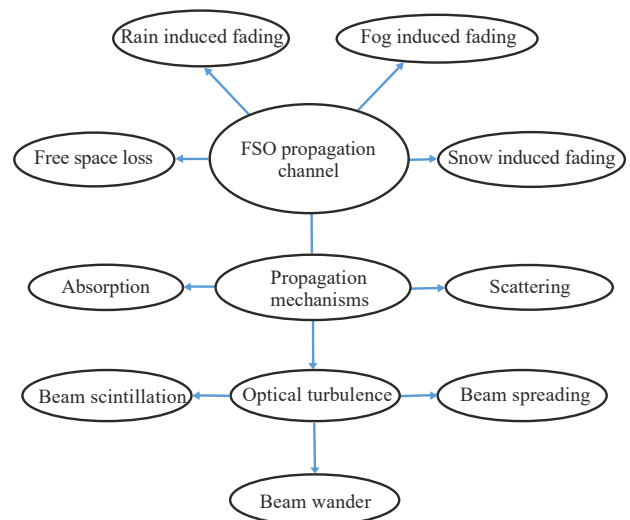 Rain induced fading
Fog induced fading
Free space loss
FSO propagation
channel
Snow induced fading
Absorption
Propagation
mechanisms
Scattering
Beam scintillation
Optical turbulence
Beam spreading
Beam wander